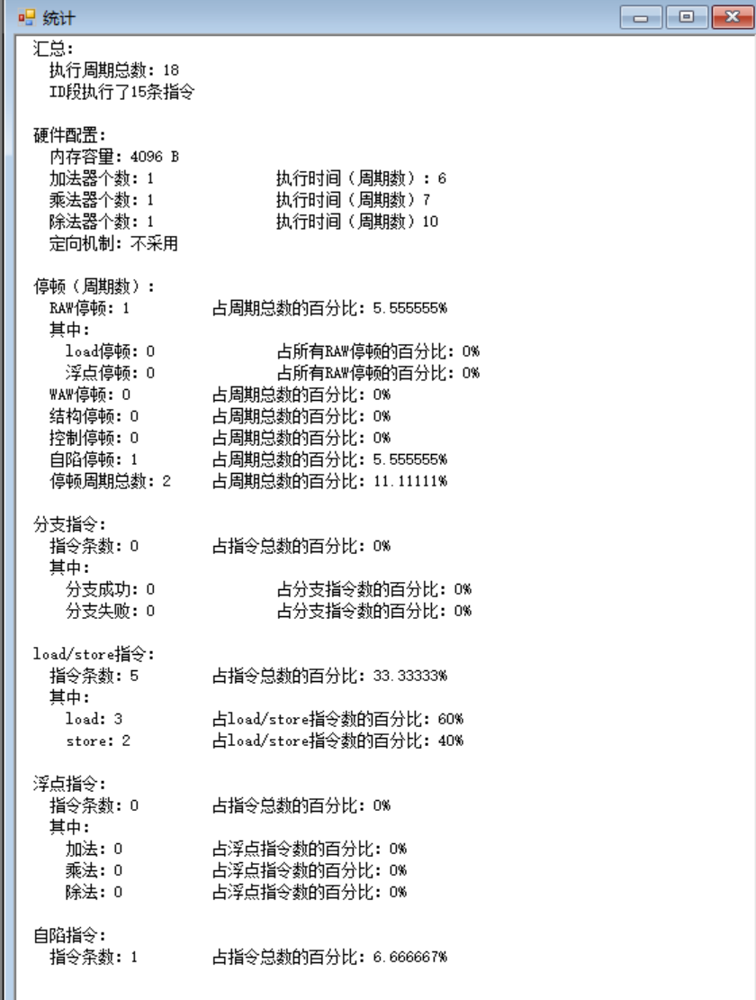 统计
汇总：
执行周期总数：18
ID段执行了15条指令
硬件配置：
内存容量：4096 B
加法器个数：1 执行时间（周期数）：6
乘法器个数：1 执行时间（周期数）7
除法器个数：1 执行时间（周期数）10
定向机制：不采用
停顿（周期数）：
RAW停顿：1 占周期总数的百分比：5.555555%
其中：
load停顿：0 占所有RAW停顿的百分比：0%
浮点停顿：0 占所有RAW停顿的百分比：0%
WAW停顿：0 占周期总数的百分比：0%
结构停顿：0 占周期总数的百分比：0%
控制停顿：0 占周期总数的百分比：0%
自陷停顿：1 占周期总数的百分比：5.555555%
停顿周期总数：2 占周期总数的百分比：11.11111%
分支指令：
指令条数：0 占指令总数的百分比：0%
其中：
分支成功：0 占分支指令数的百分比：0%
分支失败：0 占分支指令数的百分比：0%
load/store指令：
指令条数：5 占指令总数的百分比：33.33333%
其中：
load：3 占load/store指令数的百分比：60%
store：2 占load/store指令数的百分比：40%
浮点指令：
指令条数：0 占指令总数的百分比：0%
其中：
加法：0 占浮点指令数的百分比：0%
乘法：0 占浮点指令数的百分比：0%
除法：0 占浮点指令数的百分比：0%
自陷指令：
指令条数：1 占指令总数的百分比：6.666667%